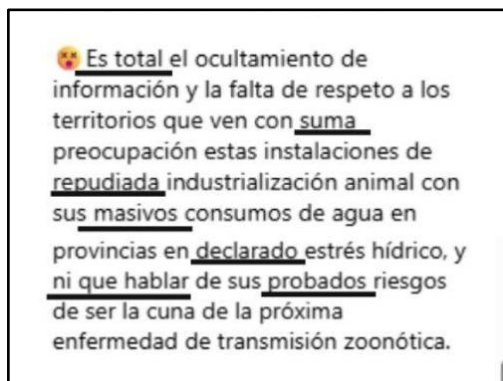 😲 Es total el ocultamiento de
información y la falta de respeto a los
territorios que ven con suma
preocupación estas instalaciones de
repudiada industrialización animal con
sus masivos consumos de agua en
provincias en declarado estrés hídrico, y
ni que hablar de sus probados riesgos
de ser la cuna de la próxima
enfermedad de transmisión zoonótica.